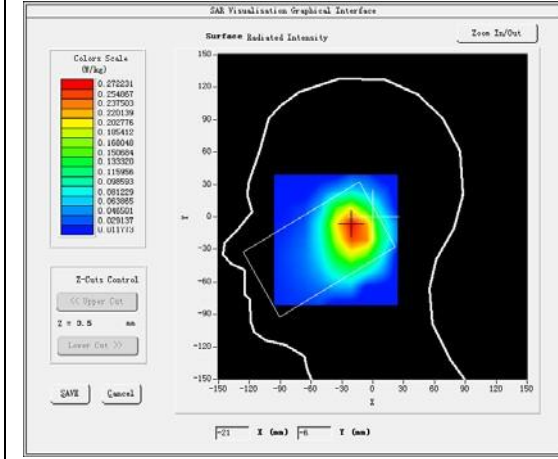 SAR Visualisation Graphical Interface
Surface Radiated Intensity
Zoom In/Out
Colors Scale
(W/kg)
0.272231
0.254867
0.237503
0.220139
0.202776
0.185412
0.168048
0.150684
0.133320
0.115956
0.098593
0.081229
0.063865
0.046501
0.029137
0.011773
Z-Cuts Control
<< Upper Cut
Z = 3.5 mm
Lower Cut >>
SAVE
Cancel
150
120
90
60
30
0
-30
-60
-90
-120
-150
Y
-150 -120 -90 -60 -30 0 30 60 90 120 150
X
-21 X (mm) -6 Y (mm)